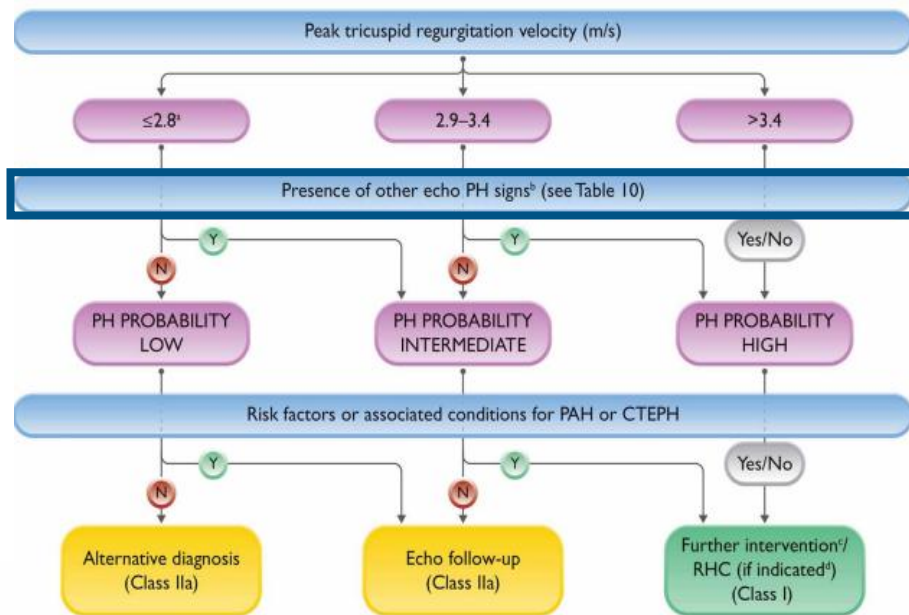 Peak tricuspid regurgitation velocity (m/s)
≤2.8ᵃ
2.9–3.4
>3.4
Presence of other echo PH signsᵇ (see Table 10)
Y
Y
Yes/No
N
N
PH PROBABILITY
LOW
PH PROBABILITY
INTERMEDIATE
PH PROBABILITY
HIGH
Risk factors or associated conditions for PAH or CTEPH
Y
Y
Yes/No
N
N
Alternative diagnosis
(Class IIa)
Echo follow-up
(Class IIa)
Further interventionᶜ/
RHC (if indicatedᵈ)
(Class I)